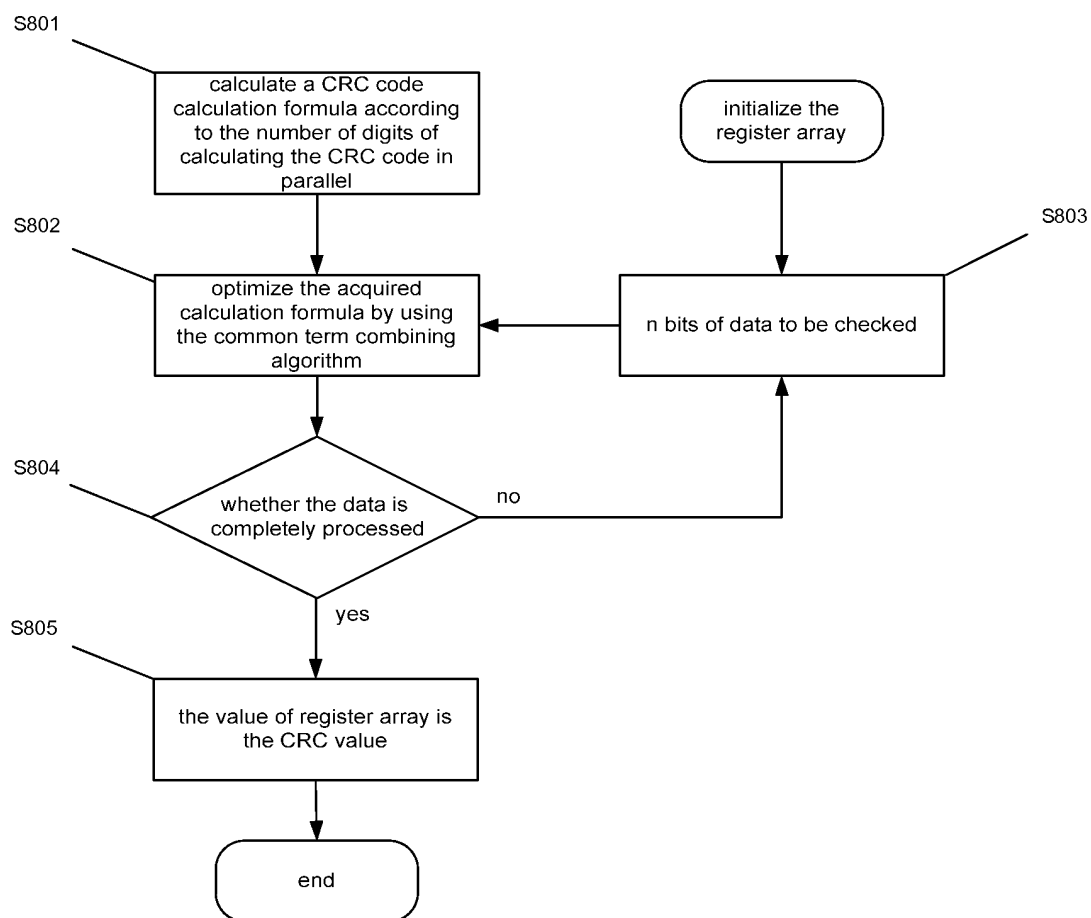 S801
calculate a CRC code
calculation formula according
to the number of digits of
calculating the CRC code in
parallel
initialize the
register array
S802
optimize the acquired
calculation formula by using
the common term combining
algorithm
S803
n bits of data to be checked
S804
whether the data is
completely processed
no
yes
S805
the value of register array is
the CRC value
end